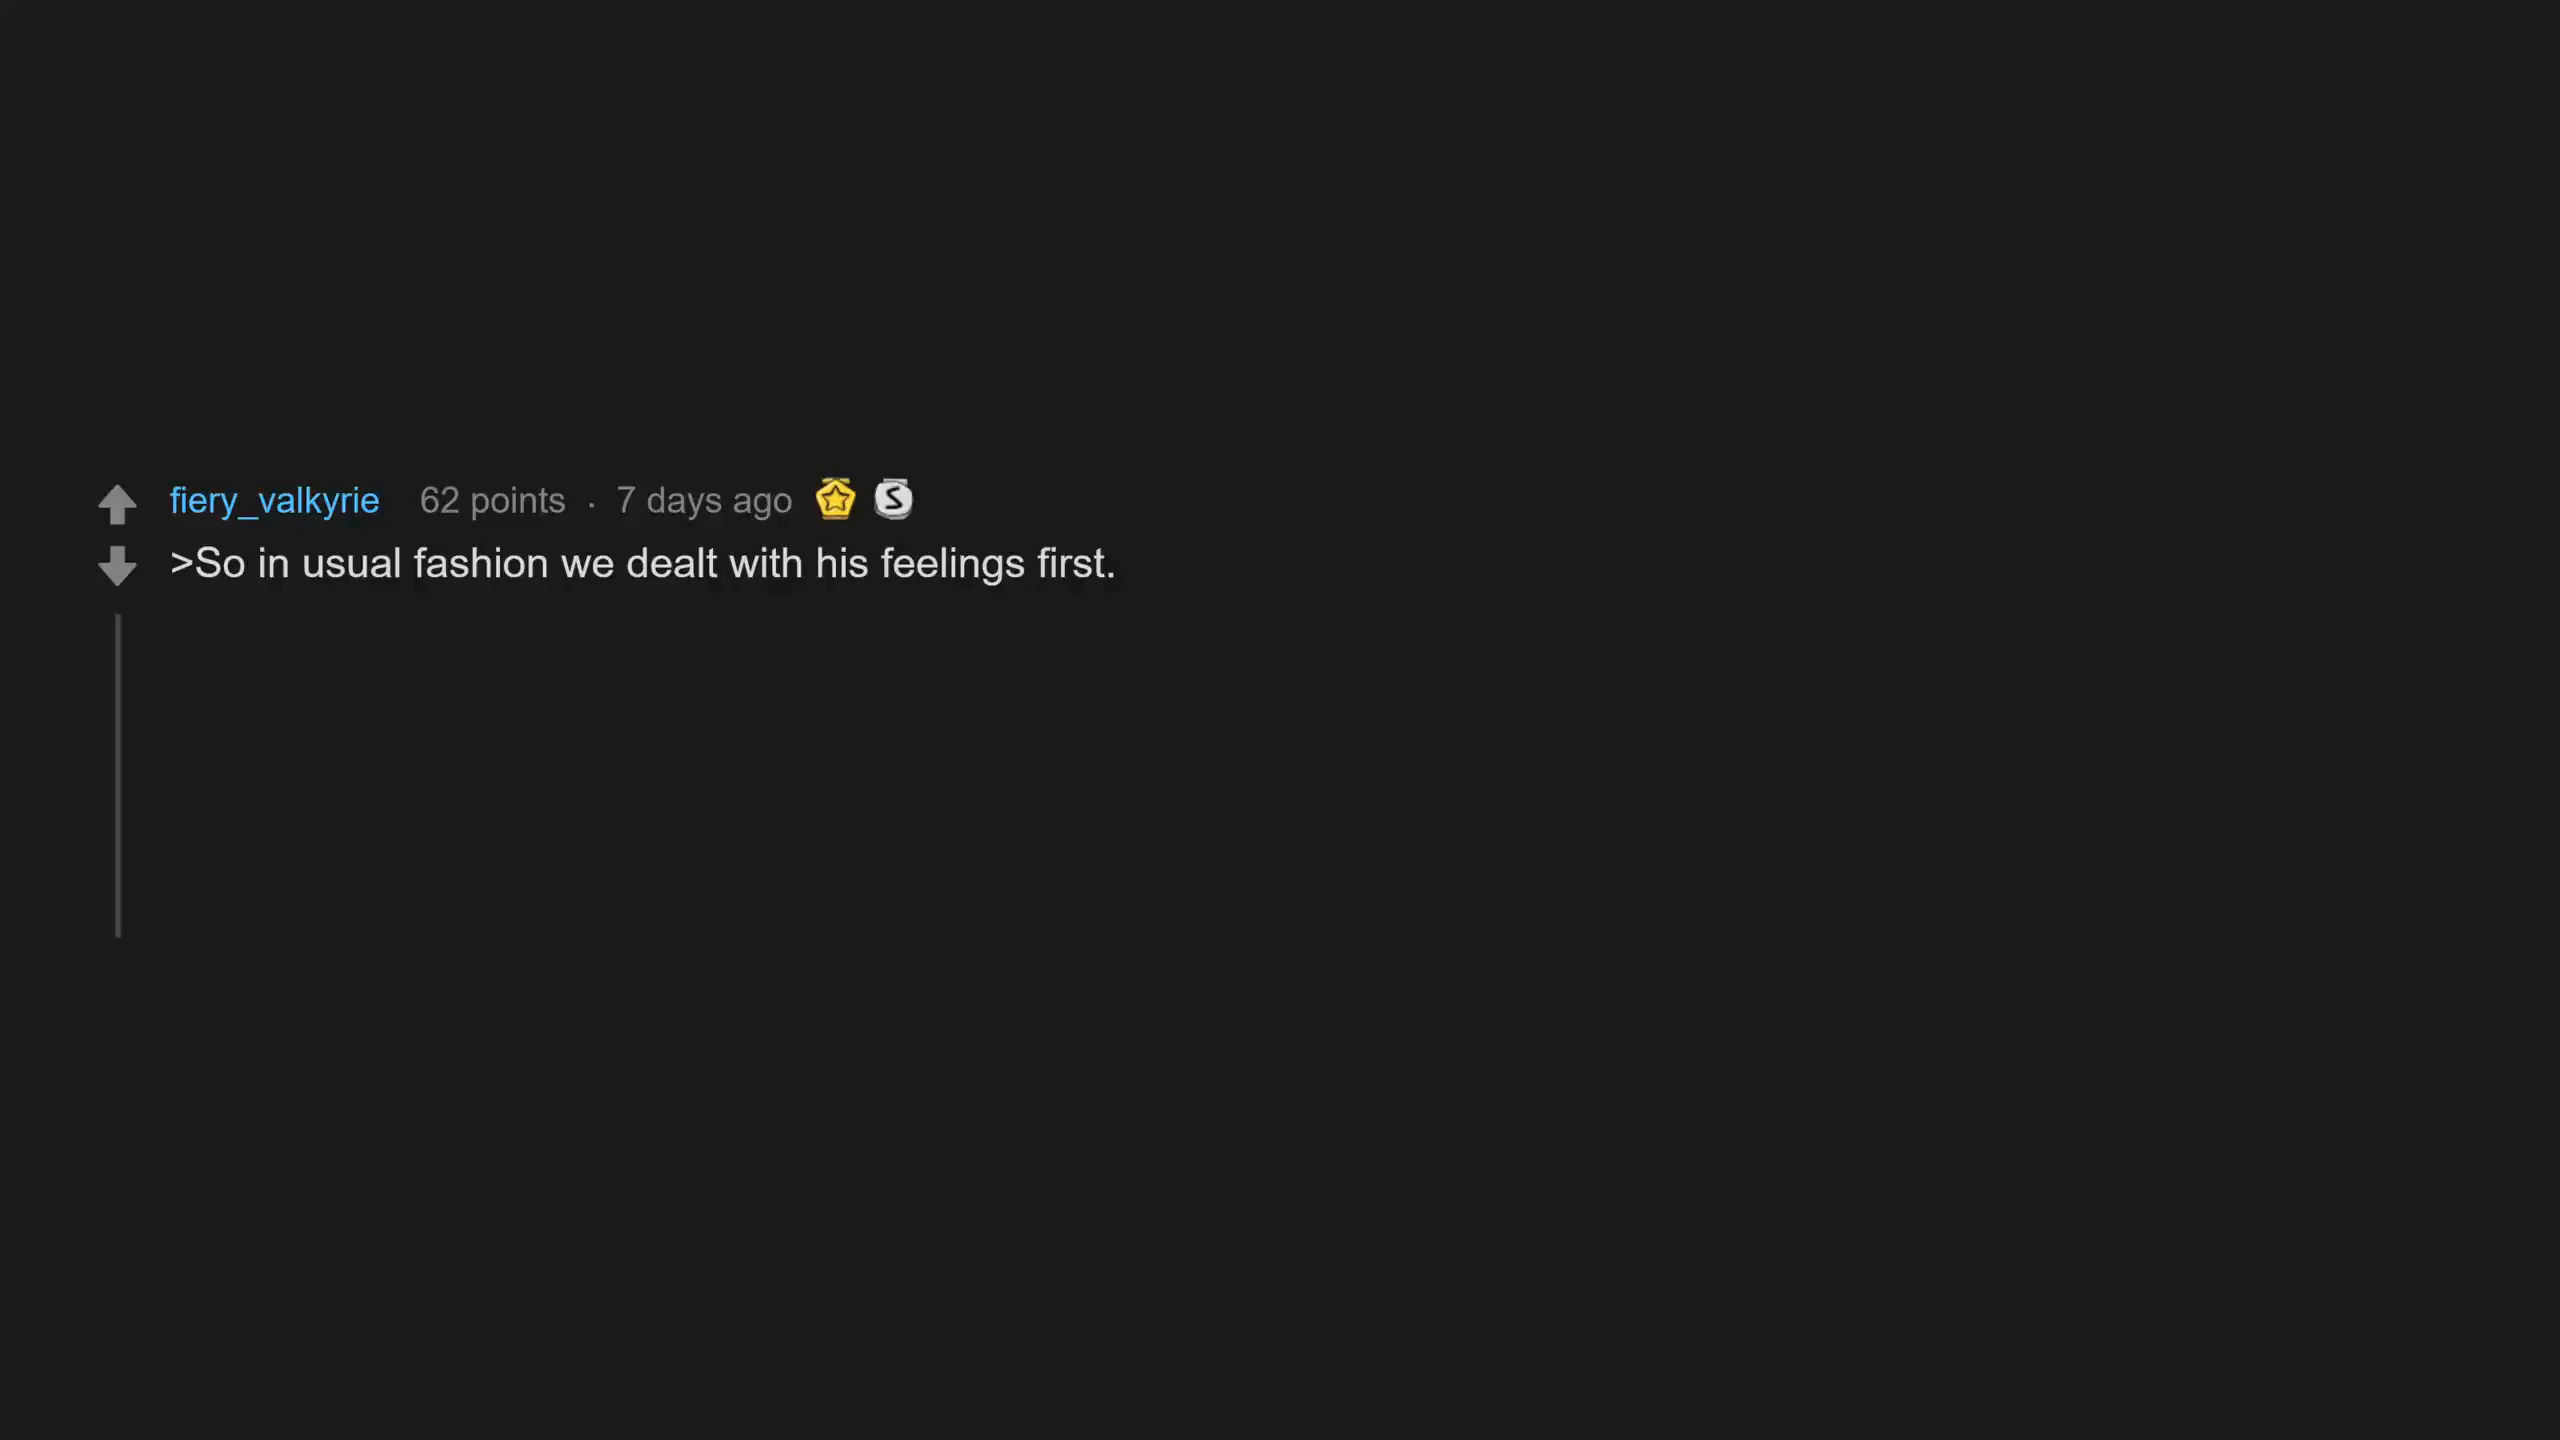 fiery_valkyrie 62 points · 7 days ago
>So in usual fashion we dealt with his feelings first.